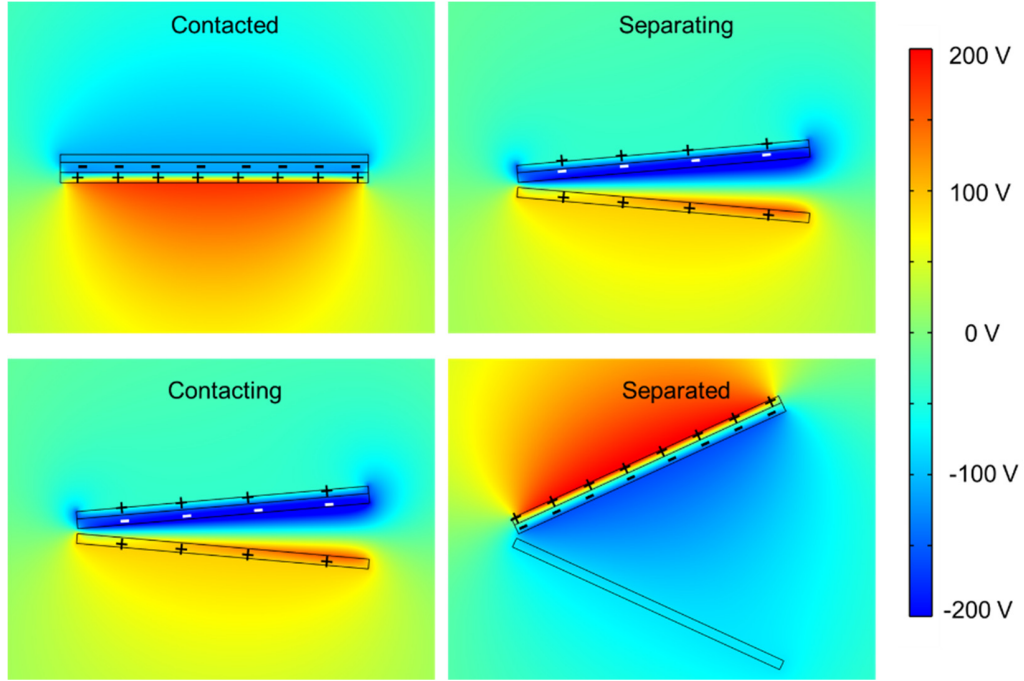 Contacted
Separating
Contacting
Separated
200 V
100 V
0 V
-100 V
-200 V